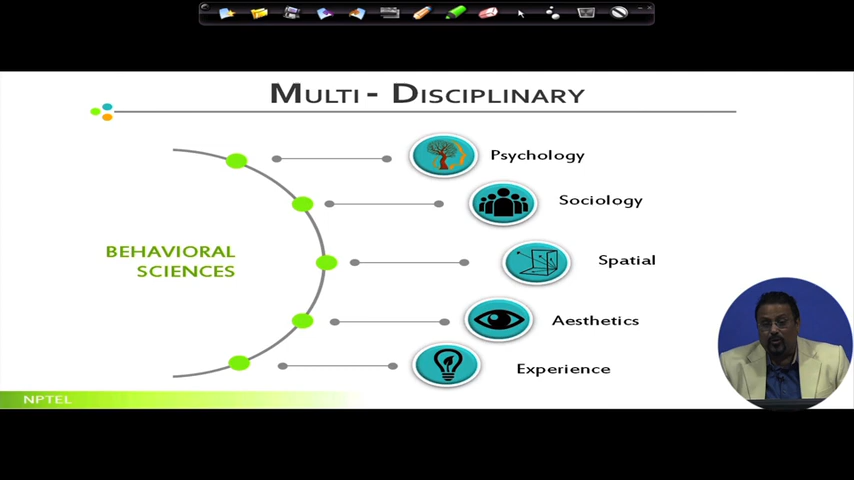 MULTI - DISCIPLINARY
Psychology
Sociology
BEHAVIORAL
SCIENCES
Spatial
Aesthetics
Experience
NPTEL